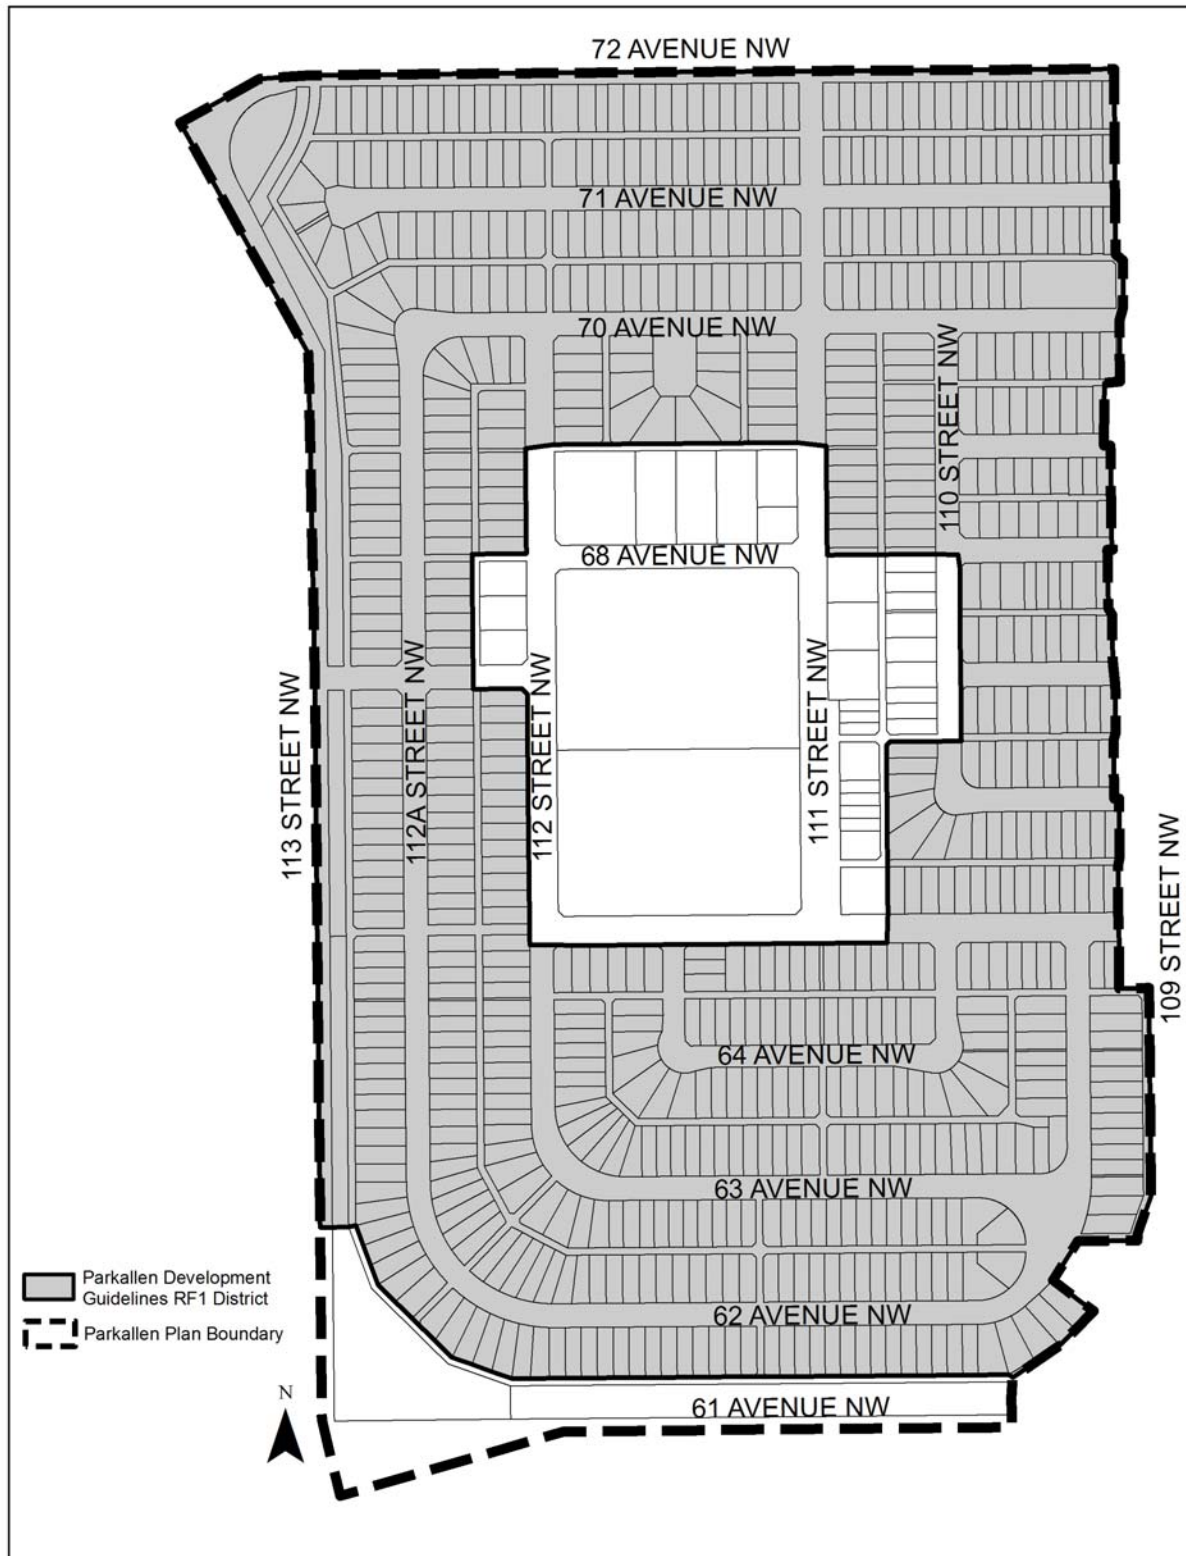 72 AVENUE NW
71 AVENUE NW
70 AVENUE NW
110 STREET NW
68 AVENUE NW
113 STREET NW
112A STREET NW
112 STREET NW
111 STREET NW
109 STREET NW
64 AVENUE NW
63 AVENUE NW
62 AVENUE NW
61 AVENUE NW
Parkallen Development
Guidelines RF1 District
Parkallen Plan Boundary
N